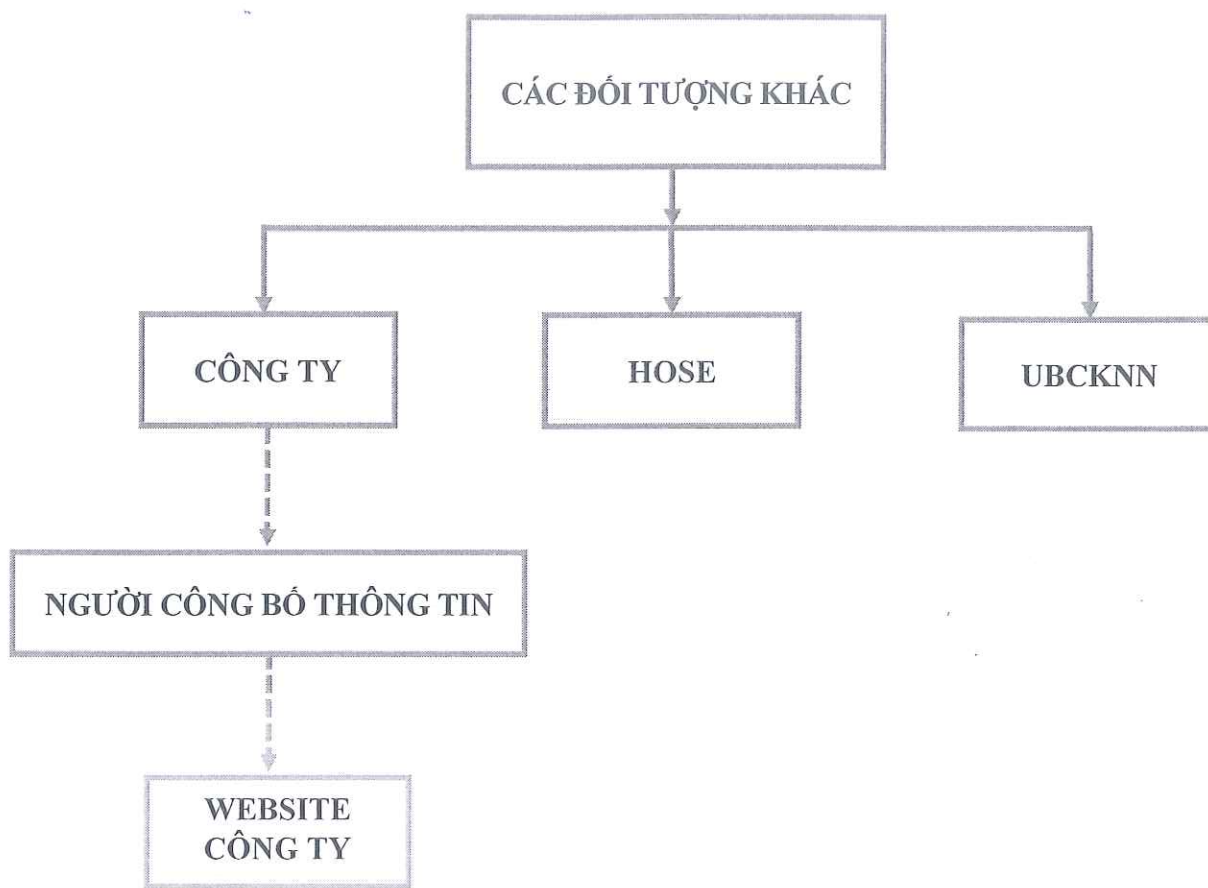 CÁC ĐỐI TƯỢNG KHÁC
CÔNG TY
HOSE
UBCKNN
NGƯỜI CÔNG BỐ THÔNG TIN
WEBSITE
CÔNG TY